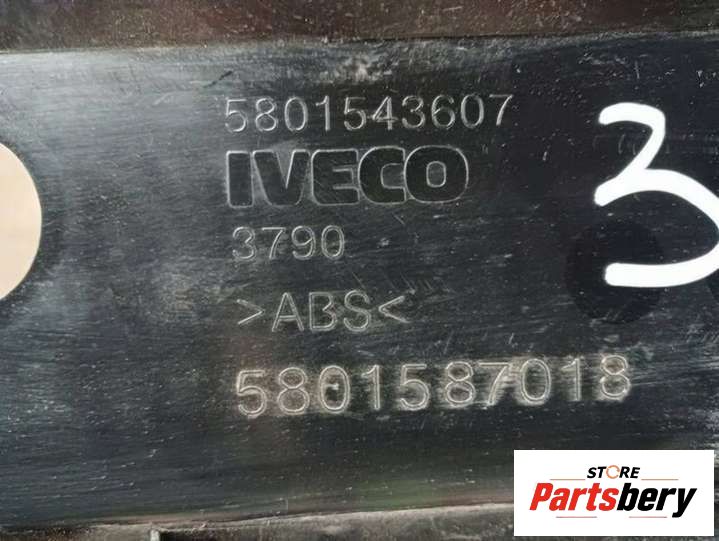 5801543607
IVECO
3790
>ABS<
5801587018
3
STORE
Partsbery